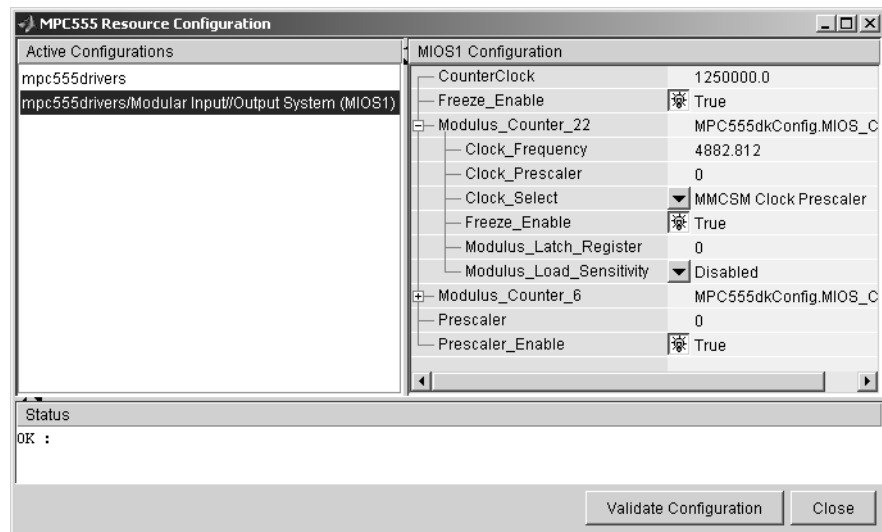 MPC555 Resource Configuration
Active Configurations
mpc555drivers
mpc555drivers/Modular Input//Output System (MIOS1)
MIOS1 Configuration
CounterClock 1250000.0
Freeze_Enable True
Modulus_Counter_22 MPC555dkConfig.MIOS_C
Clock_Frequency 4882.812
Clock_Prescaler 0
Clock_Select MMCSM Clock Prescaler
Freeze_Enable True
Modulus_Latch_Register 0
Modulus_Load_Sensitivity Disabled
Modulus_Counter_6 MPC555dkConfig.MIOS_C
Prescaler 0
Prescaler_Enable True
Status
OK :
Validate Configuration Close